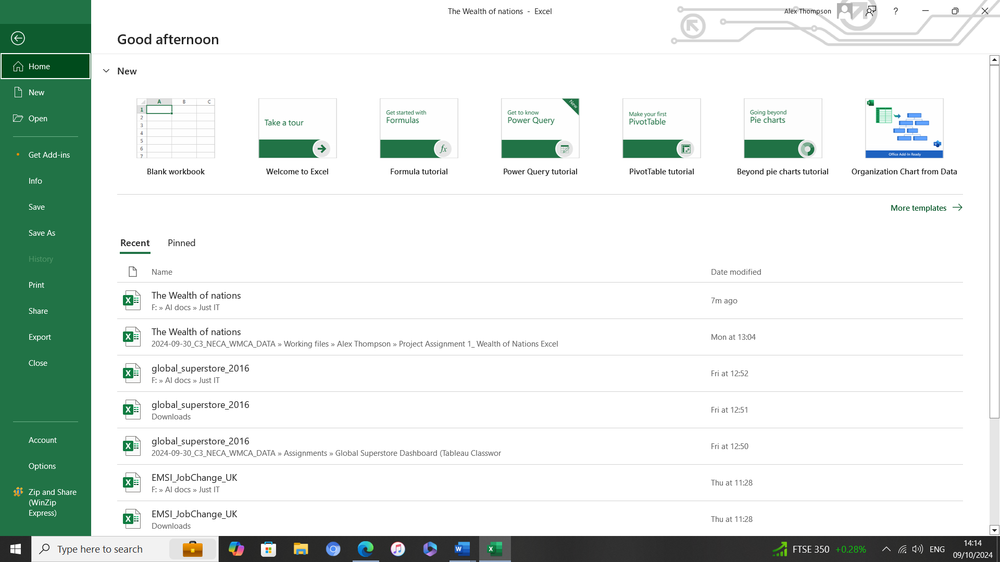 The Wealth of nations - Excel
Alex Thompson
?
Good afternoon
Home
New
Open
Get Add-ins
Info
Save
Save As
History
Print
Share
Export
Close
Account
Options
Zip and Share
(WinZip
Express)
New
A B C
1
2
3
4
5
6
7
Blank workbook
Take a tour
Welcome to Excel
Get started with
Formulas
fx
Formula tutorial
Get to know
Power Query
New
Power Query tutorial
Make your first
PivotTable
PivotTable tutorial
Going beyond
Pie charts
Beyond pie charts tutorial
Office Add-In Ready
Organization Chart from Data
More templates
Recent Pinned
Name Date modified
The Wealth of nations
F: » AI docs » Just IT
7m ago
The Wealth of nations
2024-09-30_C3_NECA_WMCA_DATA » Working files » Alex Thompson » Project Assignment 1_ Wealth of Nations Excel
Mon at 13:04
global_superstore_2016
F: » AI docs » Just IT
Fri at 12:52
global_superstore_2016
Downloads
Fri at 12:51
global_superstore_2016
2024-09-30_C3_NECA_WMCA_DATA » Assignments » Global Superstore Dashboard (Tableau Classwor
Fri at 12:50
EMSI_JobChange_UK
F: » AI docs » Just IT
Thu at 11:28
EMSI_JobChange_UK
Downloads
Thu at 11:28
Type here to search
FTSE 350 +0.28%
ENG
14:14
09/10/2024